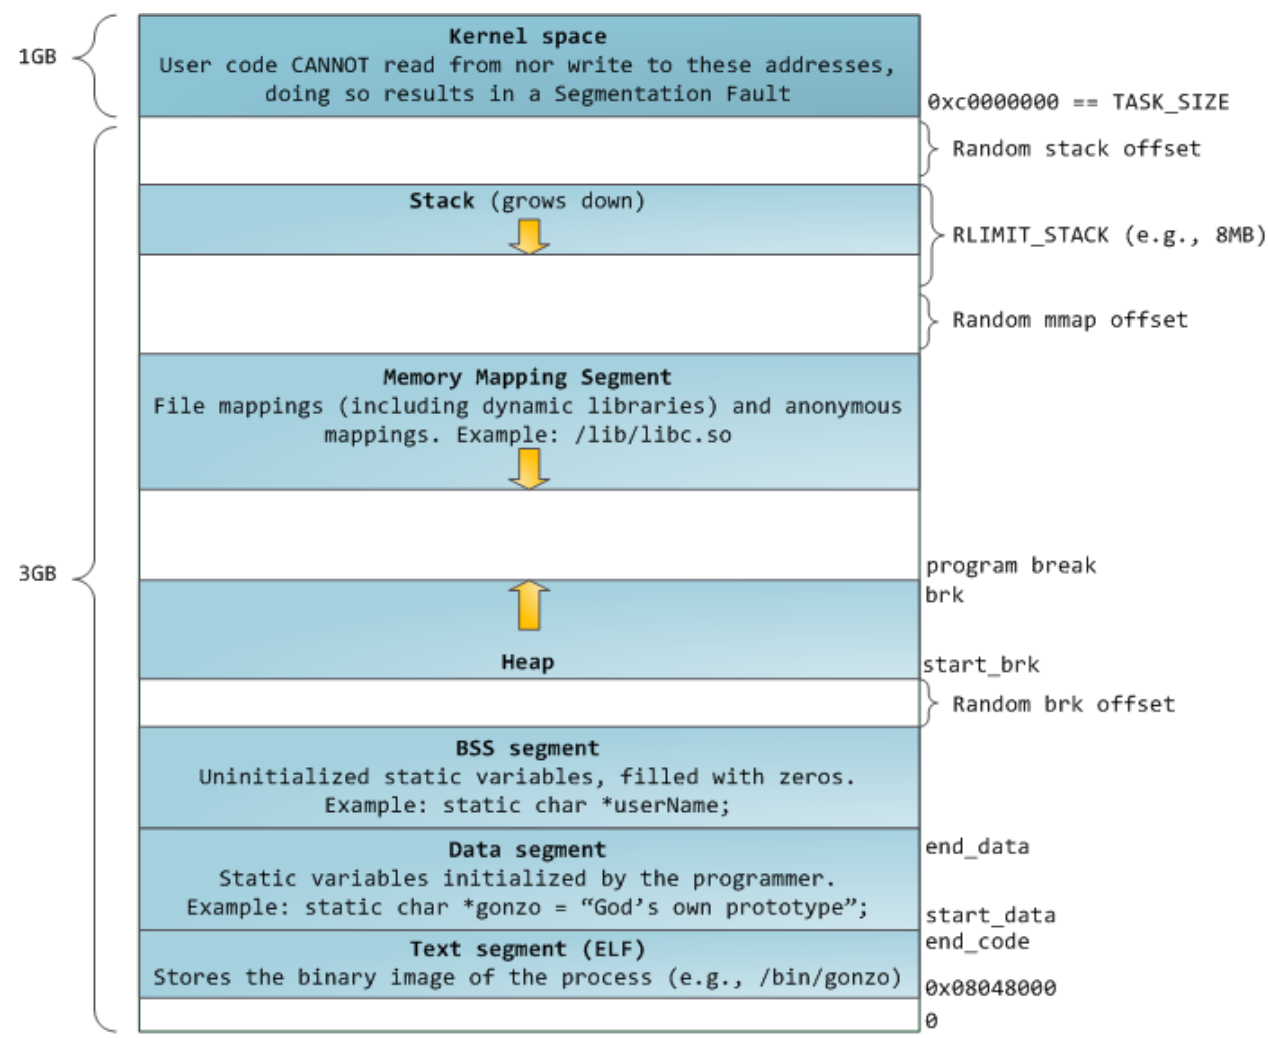 1GB
Kernel space
User code CANNOT read from nor write to these addresses,
doing so results in a Segmentation Fault
0xc0000000 == TASK_SIZE
Random stack offset
Stack (grows down)
RLIMIT_STACK (e.g., 8MB)
Random mmap offset
Memory Mapping Segment
File mappings (including dynamic libraries) and anonymous
mappings. Example: /lib/libc.so
3GB
program break
brk
Heap
start_brk
Random brk offset
BSS segment
Uninitialized static variables, filled with zeros.
Example: static char *userName;
Data segment
Static variables initialized by the programmer.
Example: static char *gonzo = “God’s own prototype”;
end_data
start_data
Text segment (ELF)
Stores the binary image of the process (e.g., /bin/gonzo)
end_code
0x08048000
0